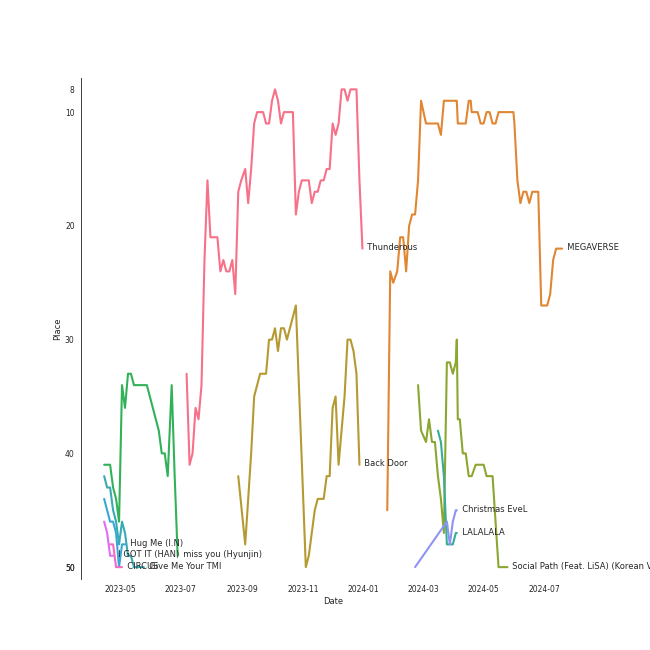 8
10
20
30
40
50
50
Place
Thunderous
MEGAVERSE
Back Door
Christmas EveL
LALALALA
Hug Me (I.N)
I GOT IT (HAN)
miss you (Hyunjin)
CIRCUS
Give Me Your TMI
Social Path (Feat. LiSA) (Korean V
2023-05
2023-07
2023-09
2023-11
2024-01
2024-03
2024-05
2024-07
Date